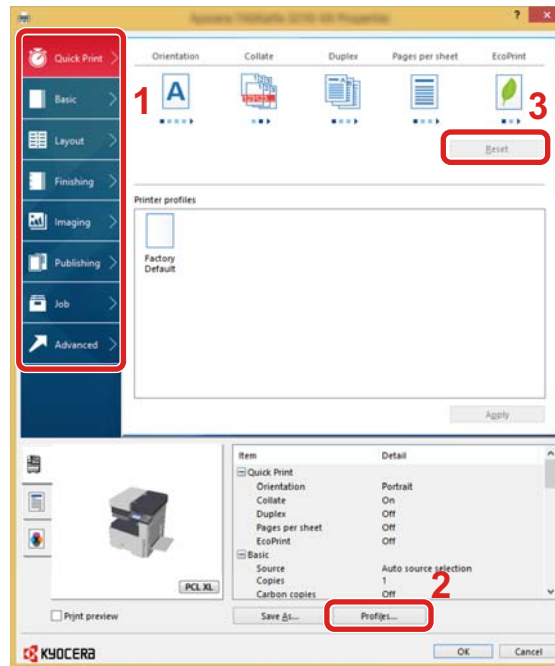 ?
Quick Print
Orientation Collate Duplex Pages per sheet EcoPrint
Basic
1 A 123 123 3
Layout
Reset
Finishing
Printer profiles
Imaging
Factory
Default
Publishing
Job
Advanced
Apply
Item Detail
Quick Print
Orientation Portrait
Collate On
Duplex Off
Pages per sheet Off
EcoPrint Off
Basic
Source Auto source selection
Copies 1
Carbon copies Off
PCL XL
2
Print preview Save As... Profiles...
KYOCERA OK Cancel